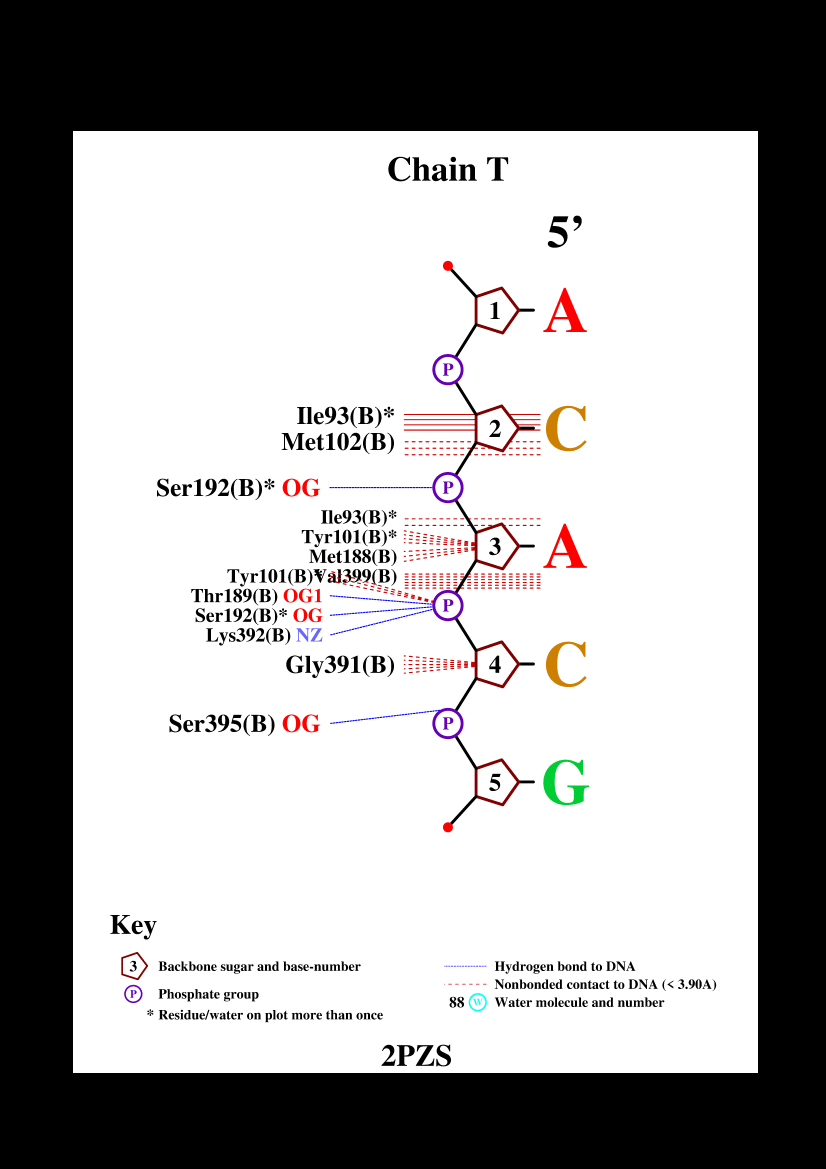 Chain T
5’
1 A
P
Ile93(B)*
2 C
Met102(B)
Ser192(B)* OG P
Ile93(B)*
Tyr101(B)*
3 A
Met188(B)
Tyr101(B)* Val399(B)
Thr189(B) OG1
P
Ser192(B)* OG
Lys392(B) NZ
Gly391(B) 4 C
Ser395(B) OG P
5 G
Key
3 Backbone sugar and base-number
P Phosphate group
* Residue/water on plot more than once
Hydrogen bond to DNA
Nonbonded contact to DNA (< 3.90A)
88 W Water molecule and number
2PZS